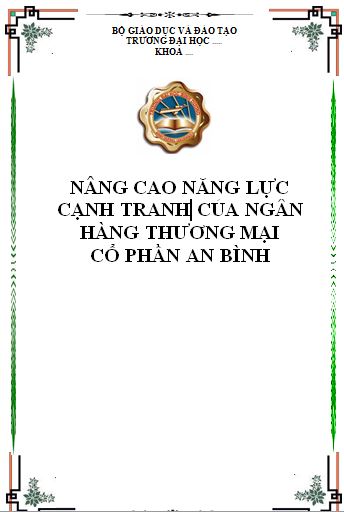 BỘ GIÁO DỤC VÀ ĐÀO TẠO
TRƯỜNG ĐẠI HỌC ....
KHOA ...
NÂNG CAO NĂNG LỰC
CẠNH TRANH CỦA NGÂN
HÀNG THƯƠNG MẠI
CỔ PHẦN AN BÌNH